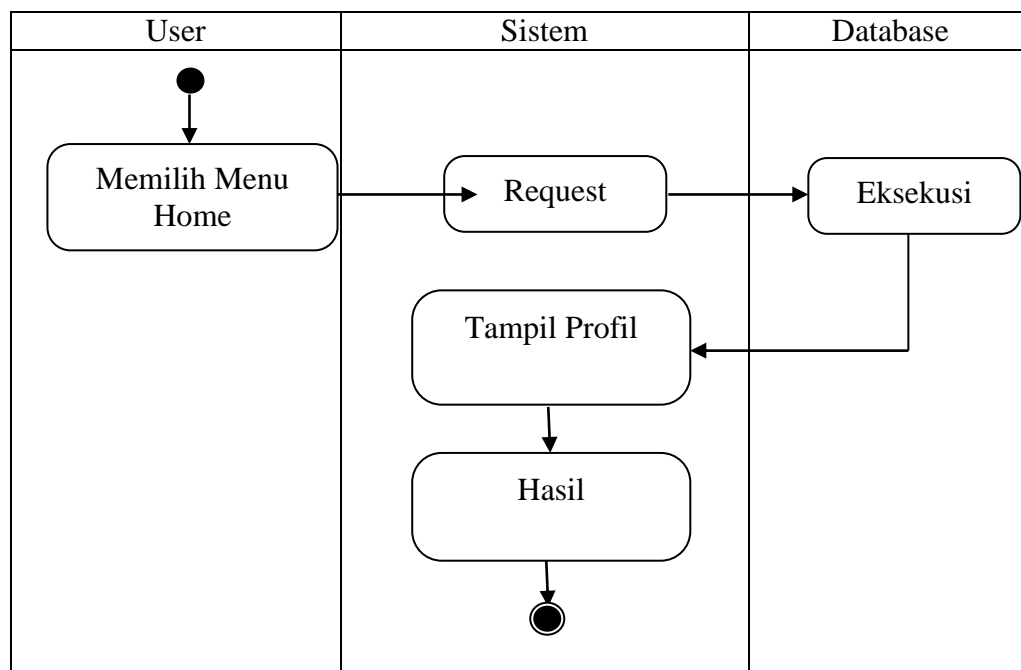 User
Sistem
Database
Memilih Menu
Home
Request
Eksekusi
Tampil Profil
Hasil